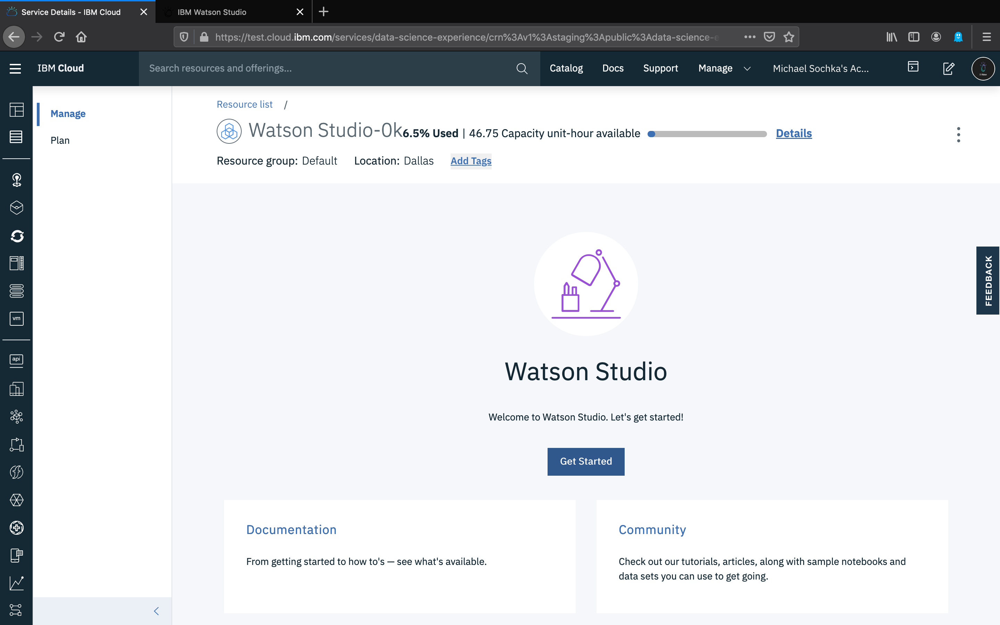 Service Details - IBM Cloud
IBM Watson Studio
https://test.cloud.ibm.com/services/data-science-experience/crn%3Av1%3Astaging%3Apublic%3Adata-science-e
IBM Cloud
Search resources and offerings...
Catalog
Docs
Support
Manage
Michael Sochka's Ac...
Manage
Plan
Resource list /
Watson Studio-0k
6.5% Used | 46.75 Capacity unit-hour available
Details
Resource group: Default
Location: Dallas
Add Tags
vm
api
FEEDBACK
Watson Studio
Welcome to Watson Studio. Let's get started!
Get Started
Documentation
From getting started to how to's — see what's available.
Community
Check out our tutorials, articles, along with sample notebooks and
data sets you can use to get going.